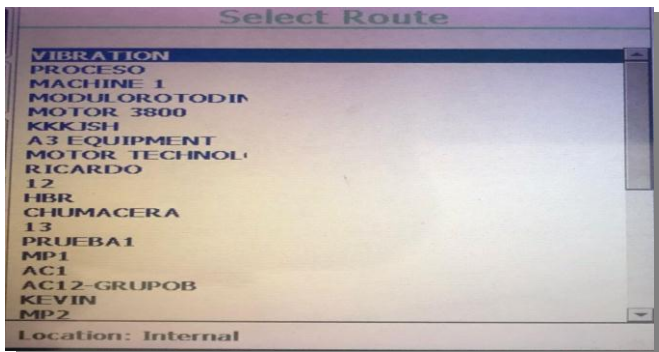 Select Route
VIBRATION
PROCESO
MACHINE 1
MODULOROTODIN
MOTOR 3800
KKKJSH
A3 EQUIPMENT
MOTOR TECHNOL
RICARDO
12
HBR
CHUMACERA
13
PRUEBA1
MP1
AC1
AC12-GRUPOB
KEVIN
MP2
Location: Internal